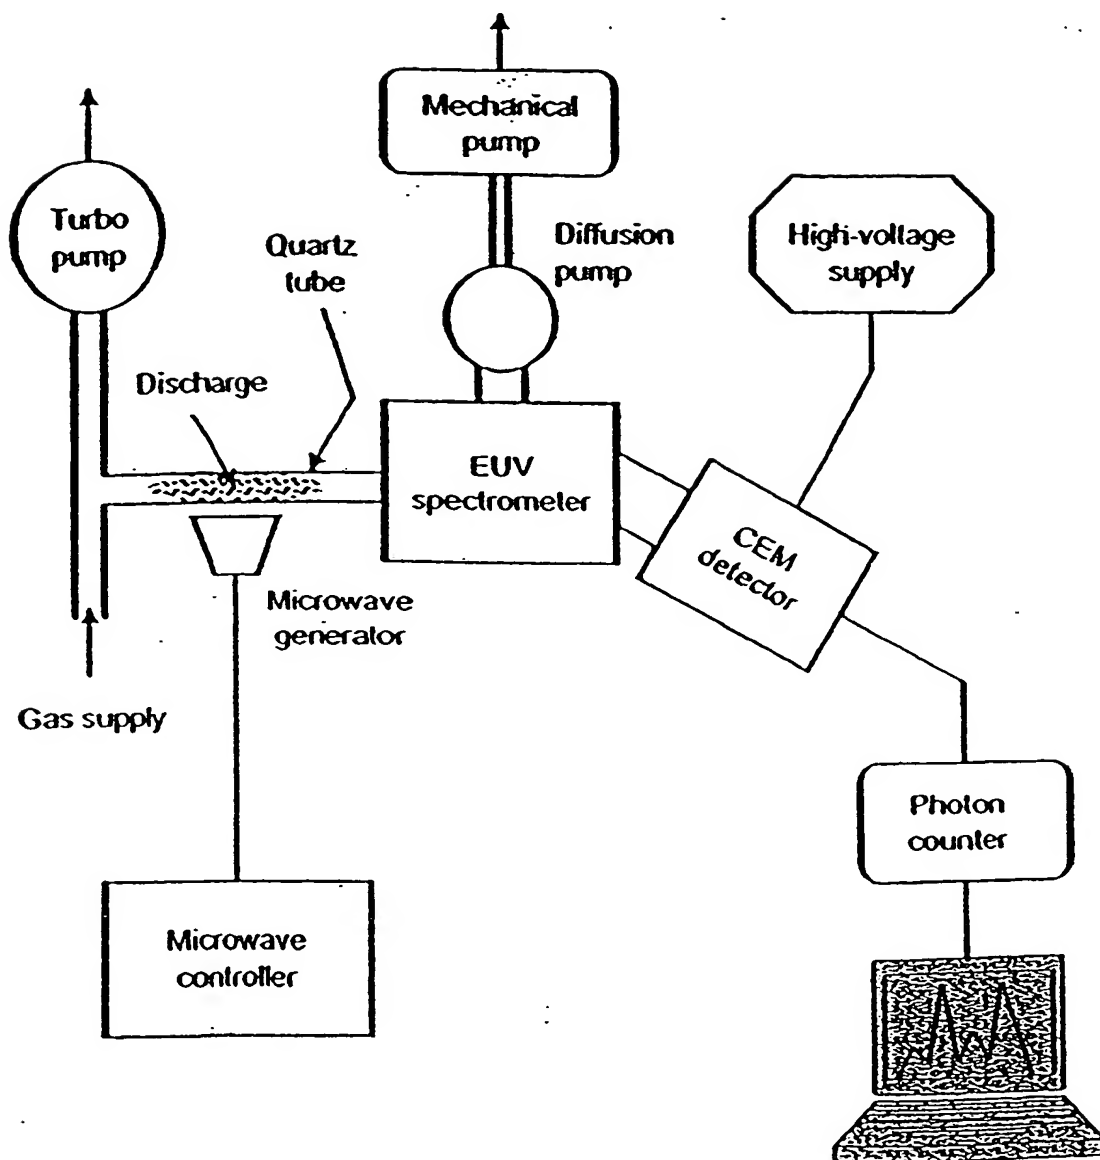 Mechanical
pump
Turbo
pump
Quartz
tube
Diffusion
pump
High-voltage
supply
Discharge
EUV
spectrometer
CEM
detector
Microwave
generator
Gas supply
Photon
counter
Microwave
controller